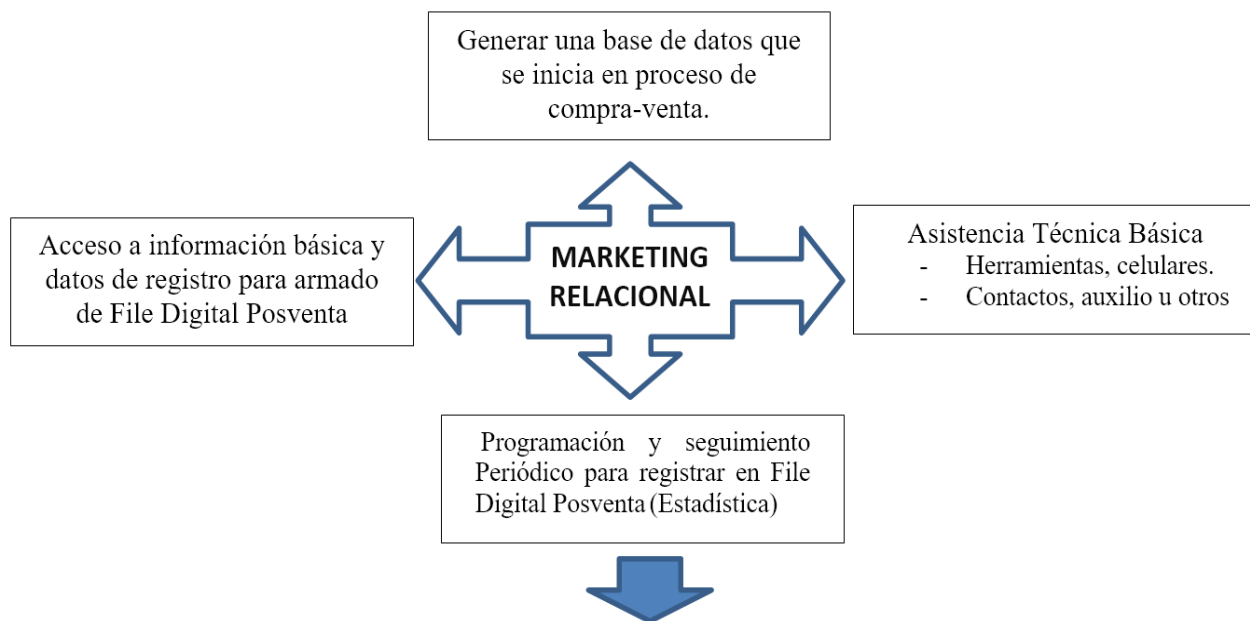 Generar una base de datos que
se inicia en proceso de
compra-venta.
Acceso a información básica y
datos de registro para armado
de File Digital Posventa
MARKETING
RELACIONAL
Asistencia Técnica Básica
- Herramientas, celulares.
- Contactos, auxilio u otros
Programación y seguimiento
Periódico para registrar en File
Digital Posventa (Estadística)